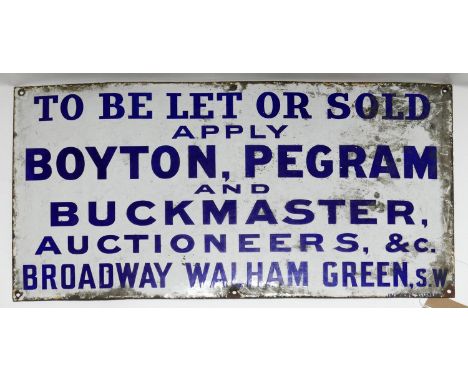 TO BE LET OR SOLD
APPLY
BOYTON, PEGRAM
AND
BUCKMASTER,
AUCTIONEERS, &C.
BROADWAY WALHAM GREEN, S.W